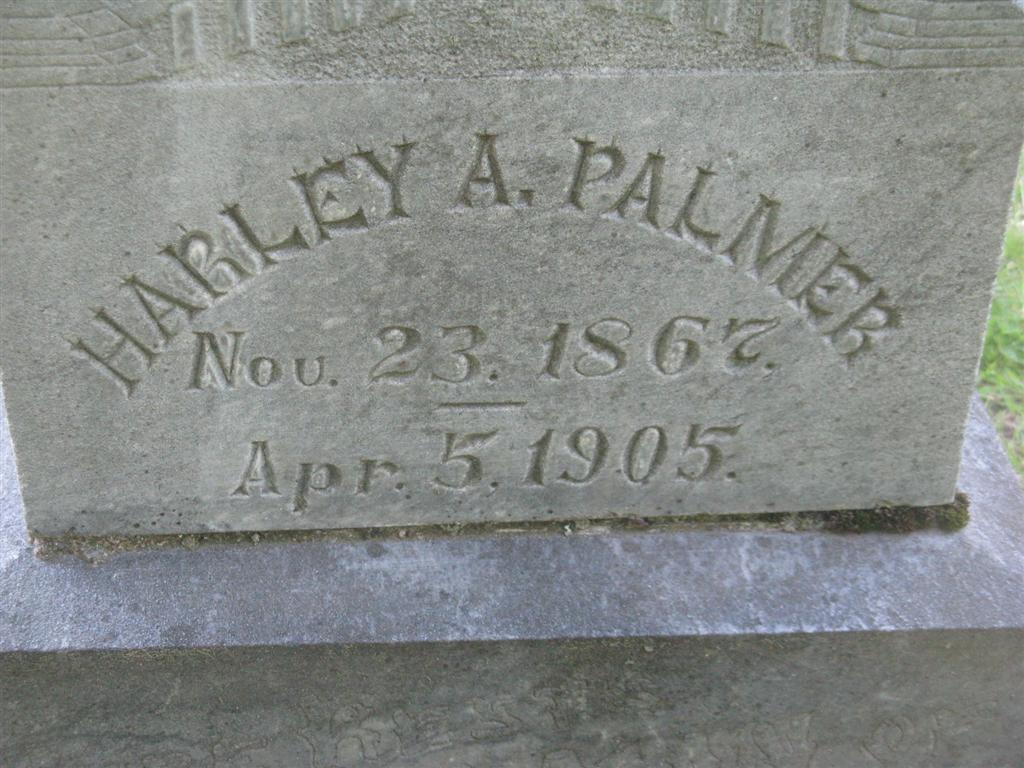 HARLEY A. PALMER
Nov. 23. 1867.
Apr. 5, 1905.